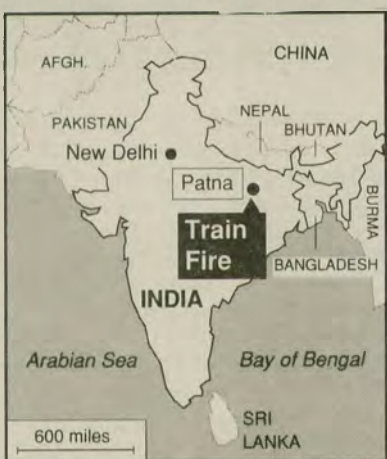 CHINA
AFGH.
NEPAL
PAKISTAN
BHUTAN
New Delhi
Patna
BURMA
Train
Fire
BANGLADESH
INDIA
Arabian Sea
Bay of Bengal
SRI
LANKA
600 miles